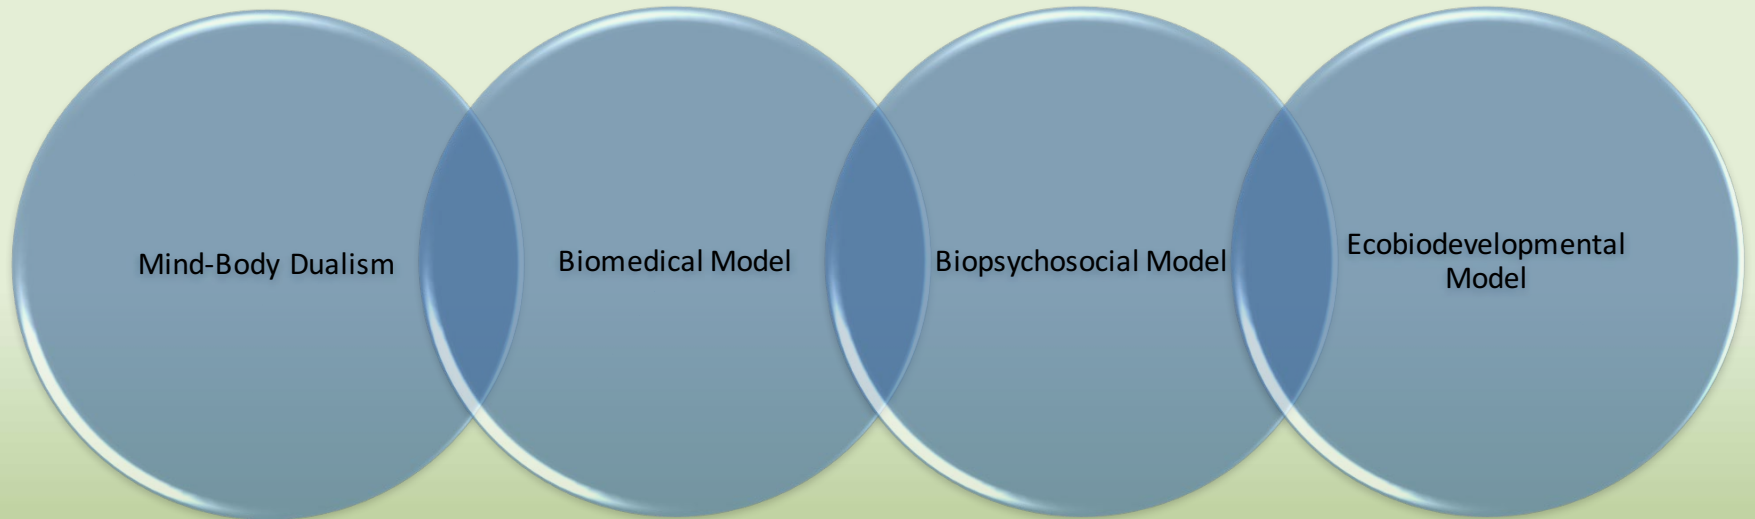 Mind-Body Dualism
Biomedical Model
Biopsychosocial Model
Ecobiodevelopmental
Model